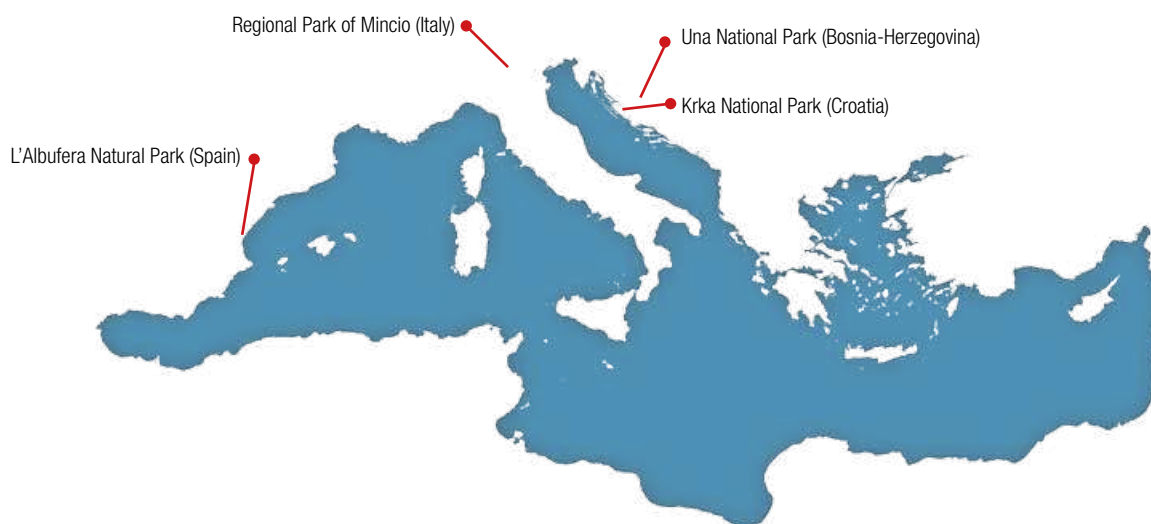 Regional Park of Mincio (Italy)
Una National Park (Bosnia-Herzegovina)
Krka National Park (Croatia)
L'Albufera Natural Park (Spain)